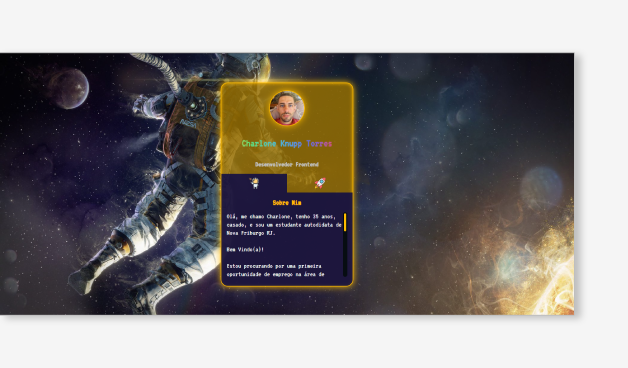 Charlone Knupp Torres
Desenvolvedor Frontend
Sobre Mim
Olá, me chamo Charlone, tenho 35 anos,
casado, e sou um estudante autodidata de
Nova Friburgo RJ.
Bem Vindo(a)!
Estou procurando por uma primeira
oportunidade de emprego na área de